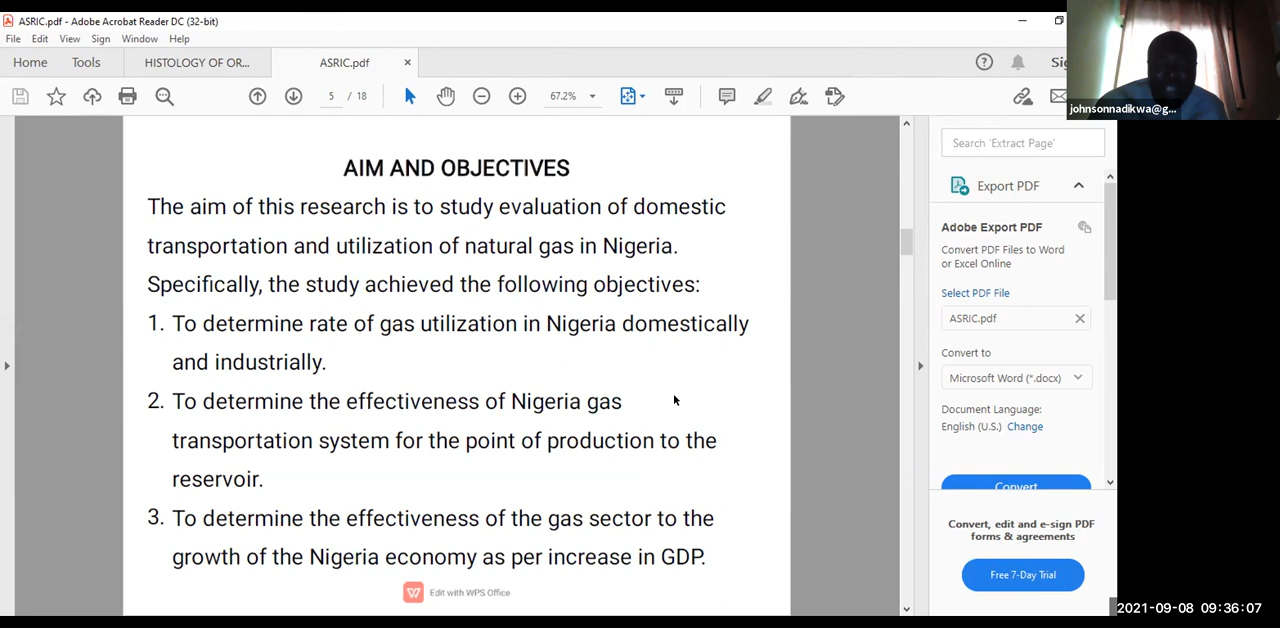 ASRIC.pdf - Adobe Acrobat Reader DC (32-bit)
File Edit View Sign Window Help
Home Tools HISTOLOGY OF OR... ASRIC.pdf
5 / 18 67.2%
johnsonnadikwa@g...
AIM AND OBJECTIVES
The aim of this research is to study evaluation of domestic
transportation and utilization of natural gas in Nigeria.
Specifically, the study achieved the following objectives:
1. To determine rate of gas utilization in Nigeria domestically
and industrially.
2. To determine the effectiveness of Nigeria gas
transportation system for the point of production to the
reservoir.
3. To determine the effectiveness of the gas sector to the
growth of the Nigeria economy as per increase in GDP.
Edit with WPS Office
Search 'Extract Page'
Export PDF
Adobe Export PDF
Convert PDF Files to Word
or Excel Online
Select PDF File
ASRIC.pdf
Convert to
Microsoft Word (*.docx)
Document Language:
English (U.S.) Change
Convert
Convert, edit and e-sign PDF
forms & agreements
Free 7-Day Trial
2021-09-08 09:36:07